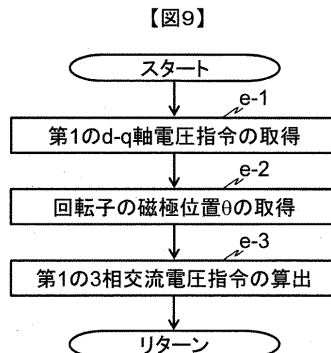 【図9】
スタート
e-1
第1のd-q軸電圧指令の取得
e-2
回転子の磁極位置θの取得
e-3
第1の3相交流電圧指令の算出
リターン